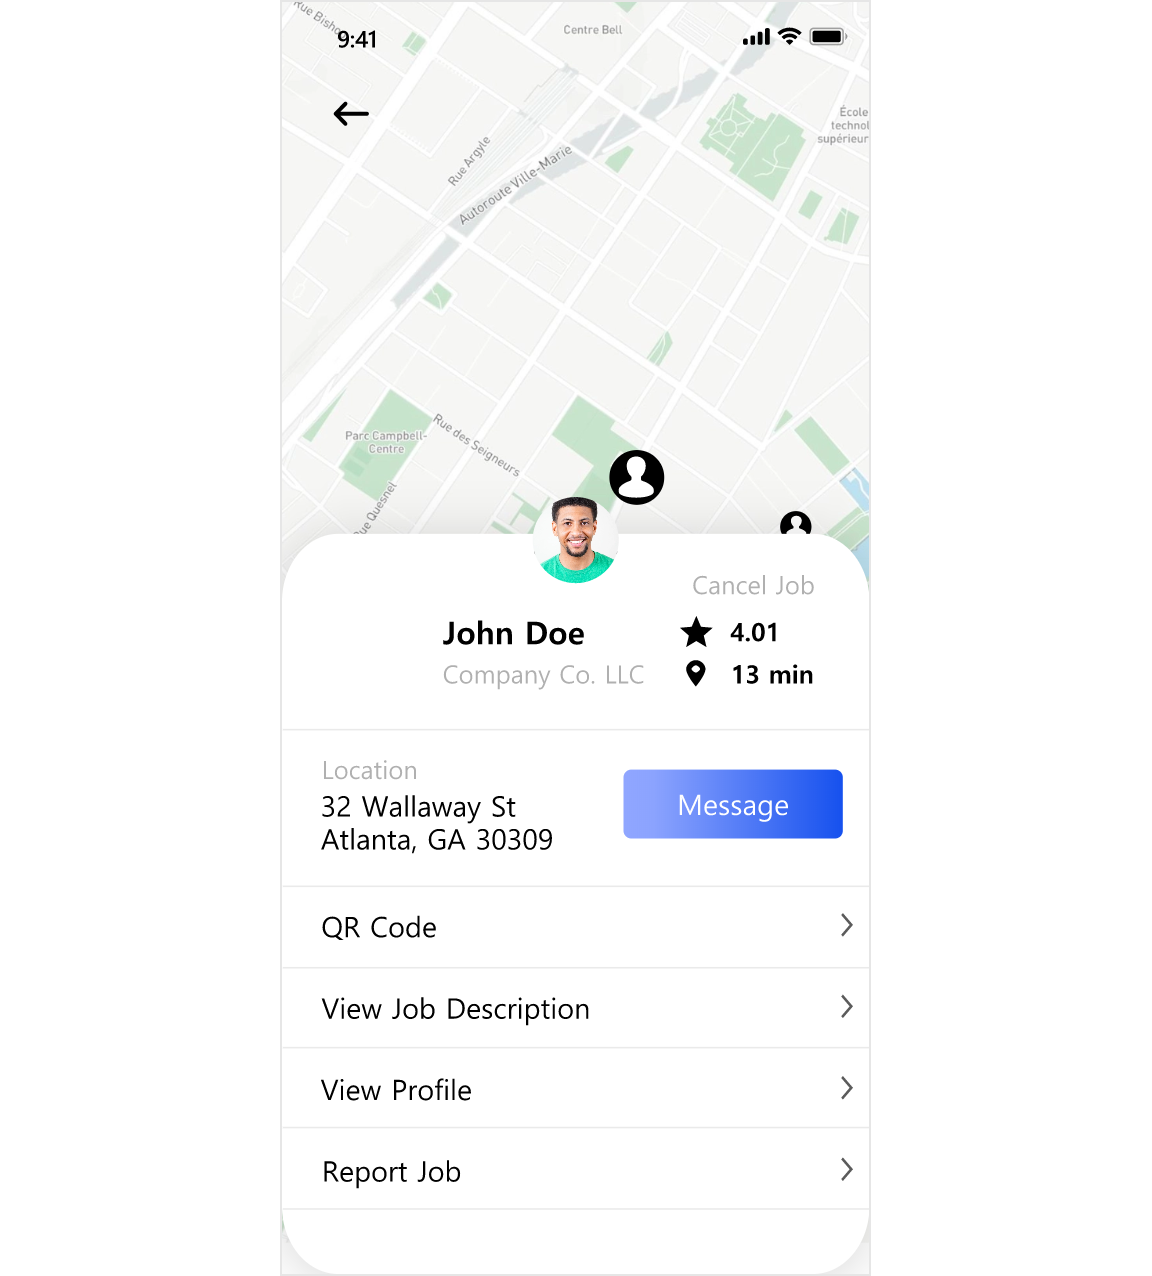 Rue Bishop
9:41
Centre Bell
École
technol
supérieur
Rue Argyle
Autoroute Ville-Marie
Parc Campbell-
Centre
Rue des Seigneurs
Rue Quesnel
Cancel Job
John Doe
4.01
Company Co. LLC
13 min
Location
32 Wallaway St
Atlanta, GA 30309
Message
QR Code
View Job Description
View Profile
Report Job